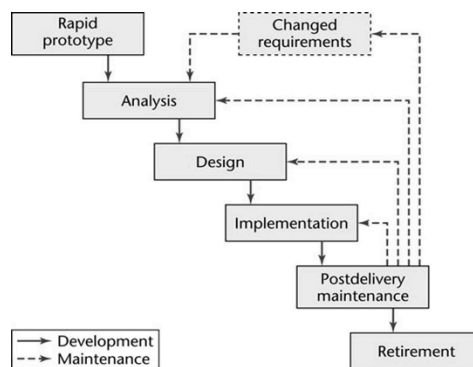 Rapid
prototype
Changed
requirements
Analysis
Design
Implementation
Postdelivery
maintenance
Retirement
Development
Maintenance